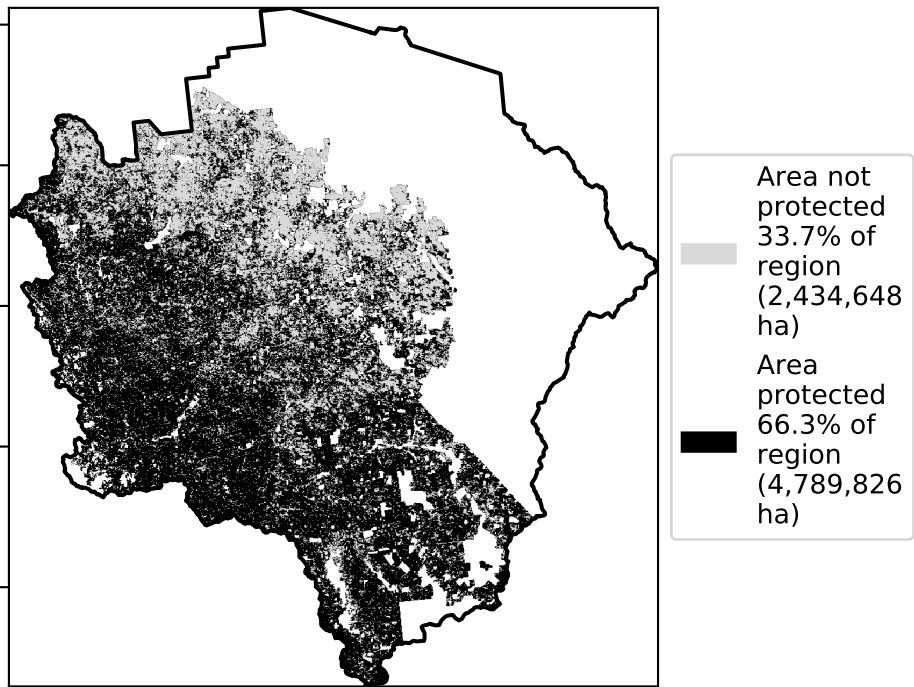 Area not
protected
33.7% of
region
(2,434,648
ha)
Area
protected
66.3% of
region
(4,789,826
ha)